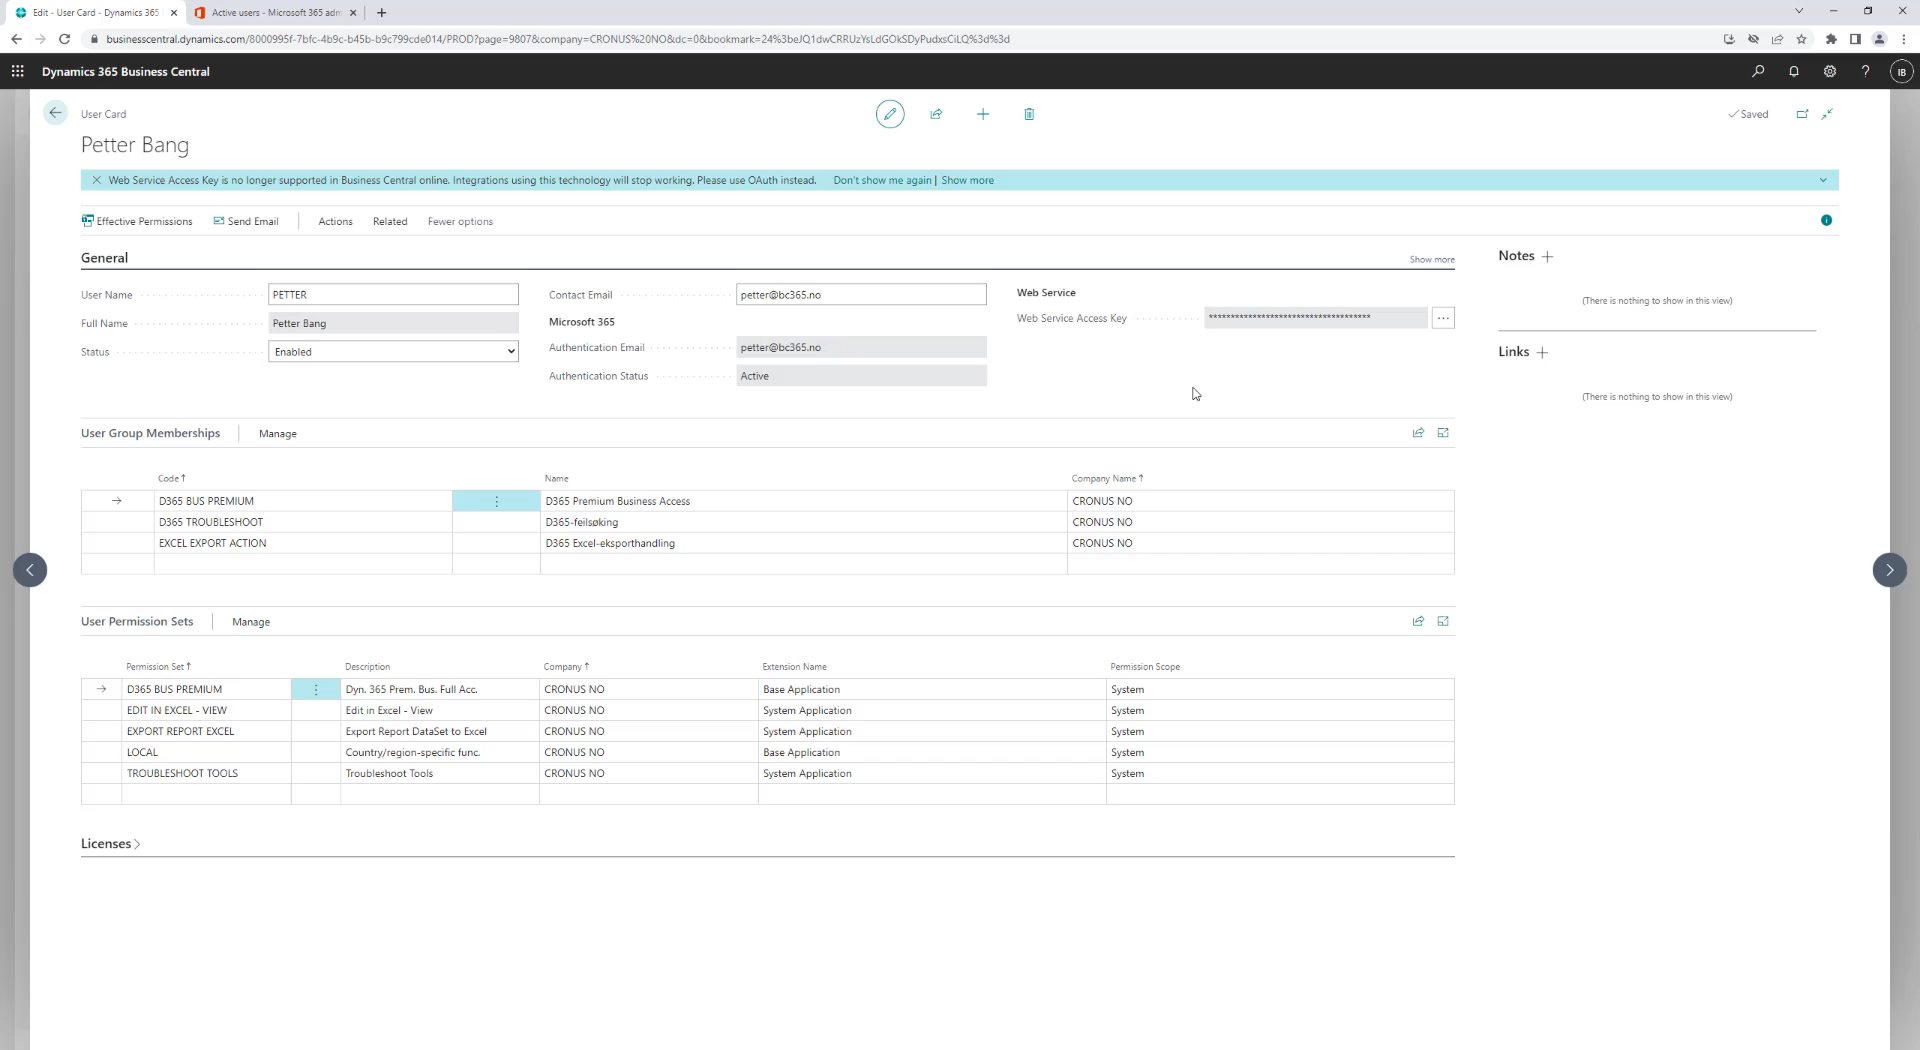 Edit - User Card - Dynamics 365
Active users - Microsoft 365 adm
businesscentral.dynamics.com/8000995f-7bfc-4b9c-b45b-b9c799cde014/PROD?page=9807&company=CRONUS%20NO&dc=0&bookmark=24%3beJQ1dwCRRUzYsLdGOkSDyPudxsCiLQ%3d%3d
Dynamics 365 Business Central
IB
User Card
Saved
Petter Bang
Web Service Access Key is no longer supported in Business Central online. Integrations using this technology will stop working. Please use OAuth instead. Don't show me again | Show more
Effective Permissions Send Email Actions Related Fewer options
General
Show more
User Name PETTER
Full Name Petter Bang
Status Enabled
Contact Email petter@bc365.no
Microsoft 365
Authentication Email petter@bc365.no
Authentication Status Active
Web Service
Web Service Access Key *************************************
Notes
(There is nothing to show in this view)
Links
(There is nothing to show in this view)
User Group Memberships Manage
Code Name Company Name
D365 BUS PREMIUM D365 Premium Business Access CRONUS NO
D365 TROUBLESHOOT D365-feilsøking CRONUS NO
EXCEL EXPORT ACTION D365 Excel-eksporthandling CRONUS NO
User Permission Sets Manage
Permission Set Description Company Extension Name Permission Scope
D365 BUS PREMIUM Dyn. 365 Prem. Bus. Full Acc. CRONUS NO Base Application System
EDIT IN EXCEL - VIEW Edit in Excel - View CRONUS NO System Application System
EXPORT REPORT EXCEL Export Report DataSet to Excel CRONUS NO System Application System
LOCAL Country/region-specific func. CRONUS NO Base Application System
TROUBLESHOOT TOOLS Troubleshoot Tools CRONUS NO System Application System
Licenses